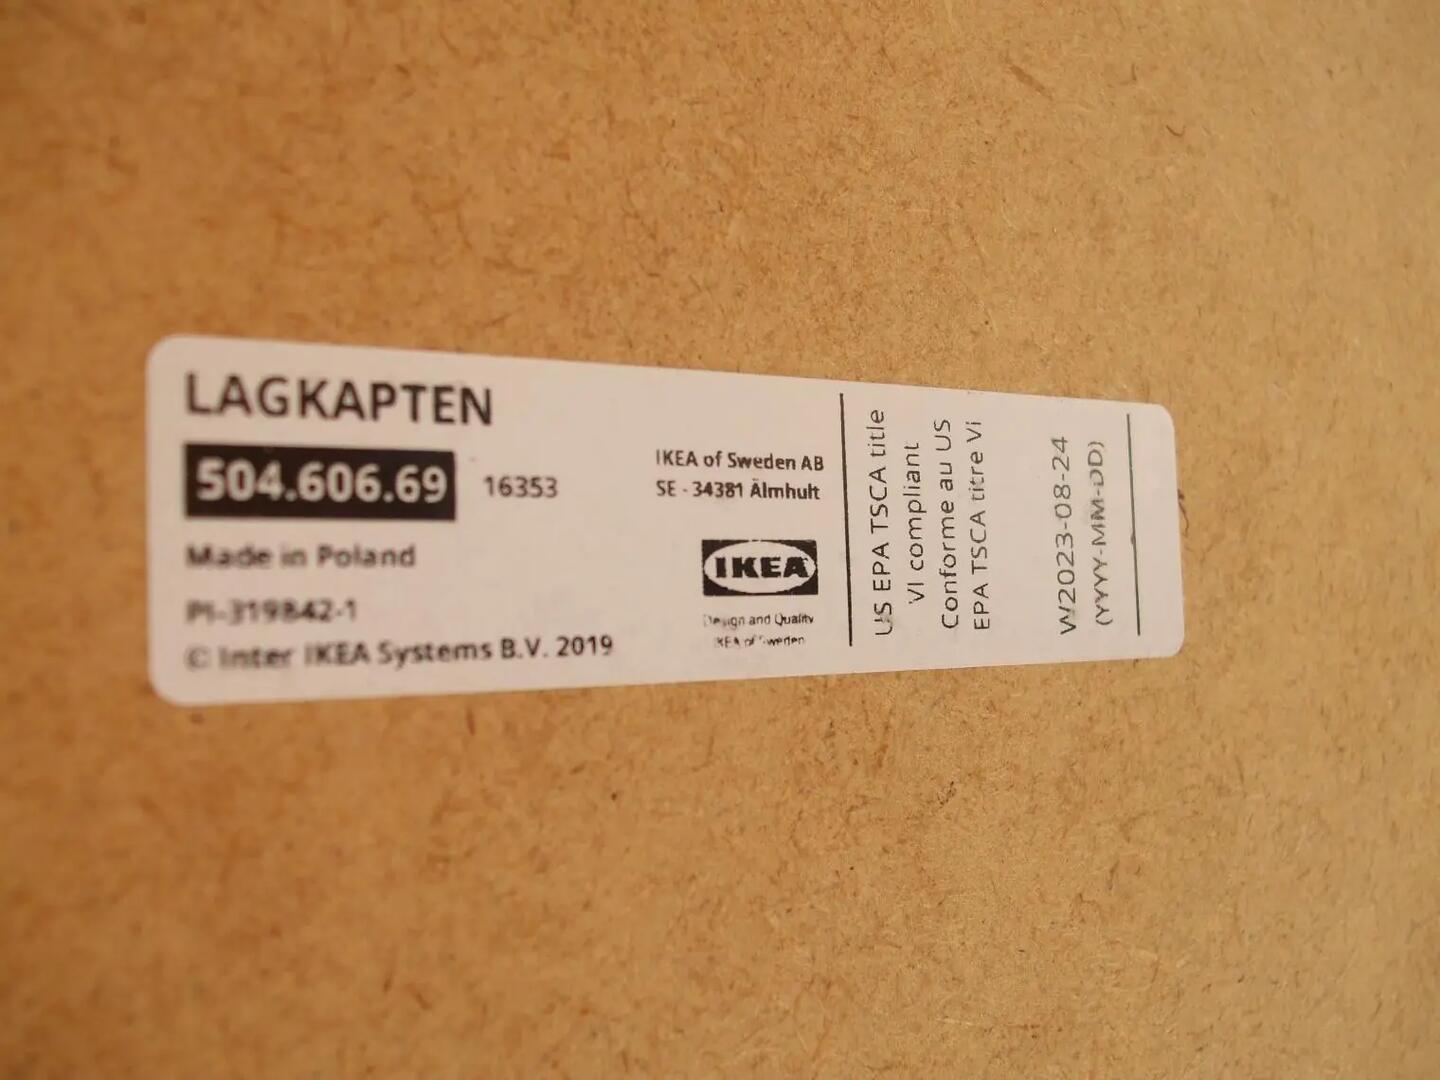 LAGKAPTEN
504.606.69 16353
Made in Poland
PI-319842-1
© Inter IKEA Systems B.V. 2019
IKEA of Sweden AB
SE - 34381 Älmhult
IKEA
Design and Quality
IKEA of Sweden
US EPA TSCA title
VI compliant
Conforme au US
EPA TSCA titre VI
W2023-08-24
(YYYY-MM-DD)